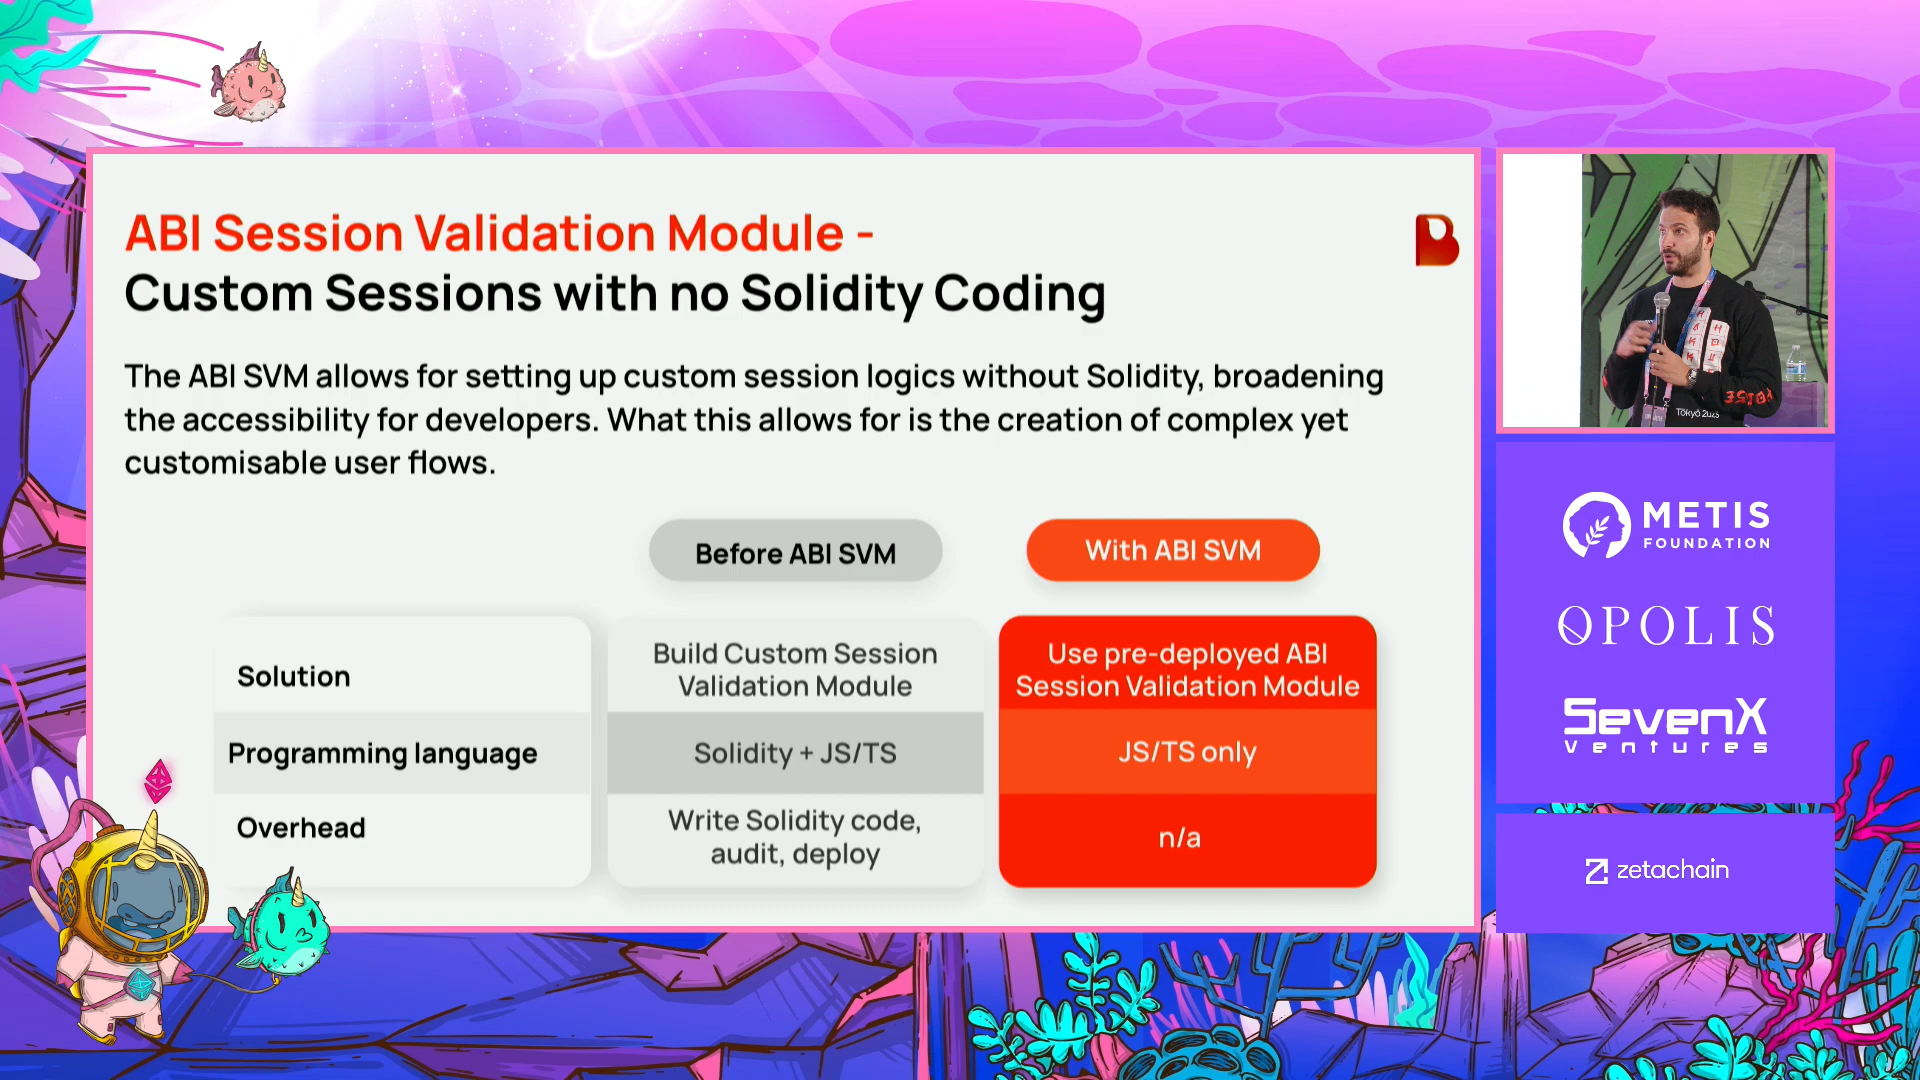 ABI Session Validation Module -
Custom Sessions with no Solidity Coding
The ABI SVM allows for setting up custom session logics without Solidity, broadening
the accessibility for developers. What this allows for is the creation of complex yet
customisable user flows.
Before ABI SVM
With ABI SVM
Solution
Build Custom Session
Validation Module
Use pre-deployed ABI
Session Validation Module
Programming language
Solidity + JS/TS
JS/TS only
Overhead
Write Solidity code,
audit, deploy
n/a
Tokyo 2023
METIS
FOUNDATION
OPOLIS
SevenX
Ventures
zetachain